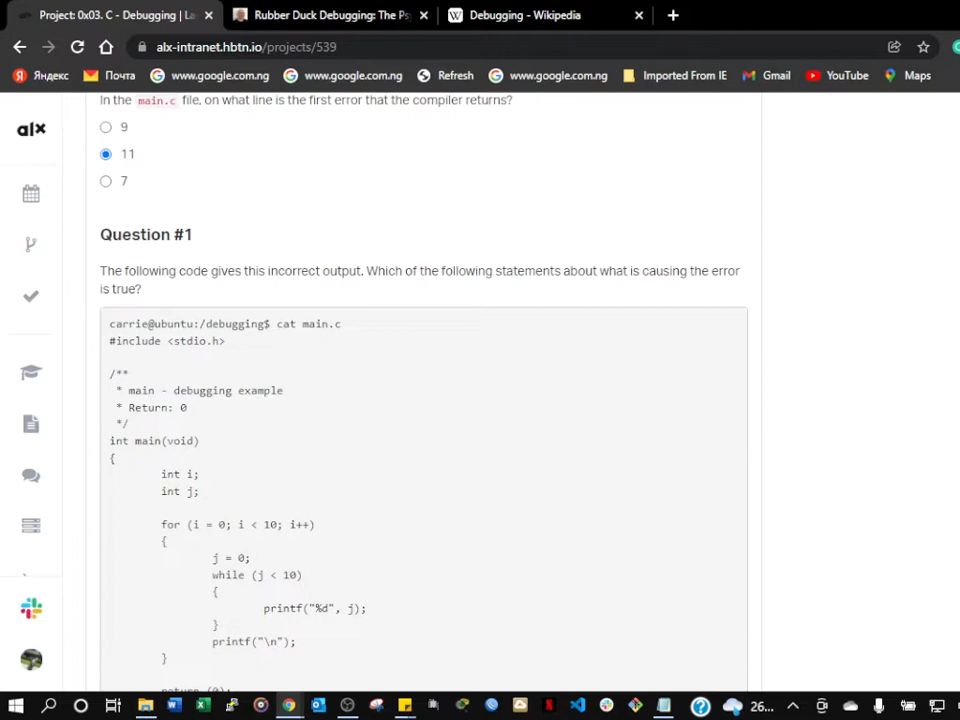 Project: 0x03. C - Debugging | La
Rubber Duck Debugging: The Psy
Debugging - Wikipedia
alx-intranet.hbtn.io/projects/539
Яндекс
Почта
www.google.com.ng
www.google.com.ng
Refresh
www.google.com.ng
Imported From IE
Gmail
YouTube
Maps
alx
In the main.c file, on what line is the first error that the compiler returns?
9
11
7
Question #1
The following code gives this incorrect output. Which of the following statements about what is causing the error
is true?
carrie@ubuntu:/debugging$ cat main.c
#include <stdio.h>
/**
* main - debugging example
* Return: 0
*/
int main(void)
{
int i;
int j;
for (i = 0; i < 10; i++)
{
j = 0;
while (j < 10)
{
printf("%d", j);
}
printf("\n");
}
return (0);
26...